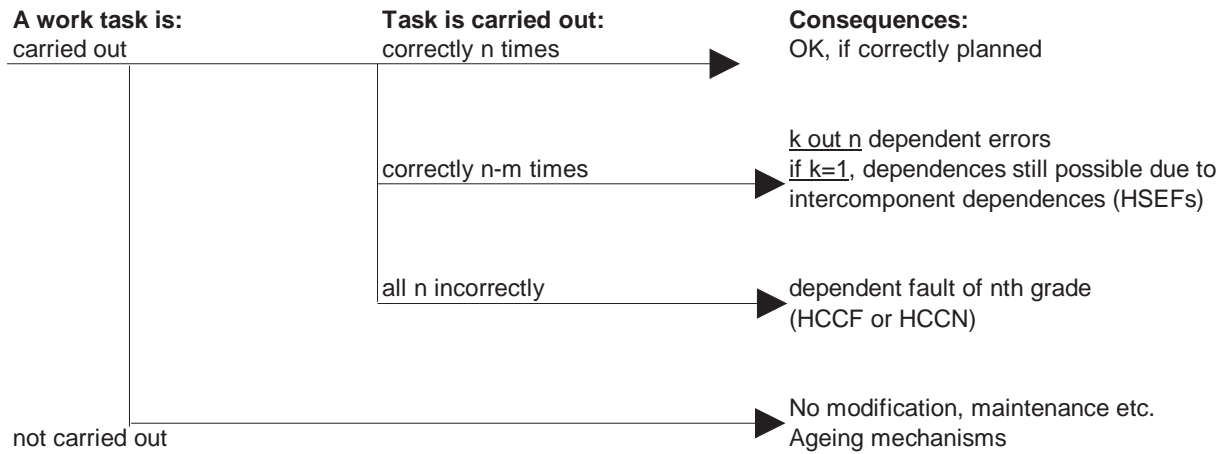 A work task is: Task is carried out: Consequences:
carried out correctly n times OK, if correctly planned
k out n dependent errors
correctly n-m times if k=1, dependences still possible due to
intercomponent dependences (HSEFs)
all n incorrectly dependent fault of nth grade
(HCCF or HCCN)
No modification, maintenance etc.
not carried out Ageing mechanisms